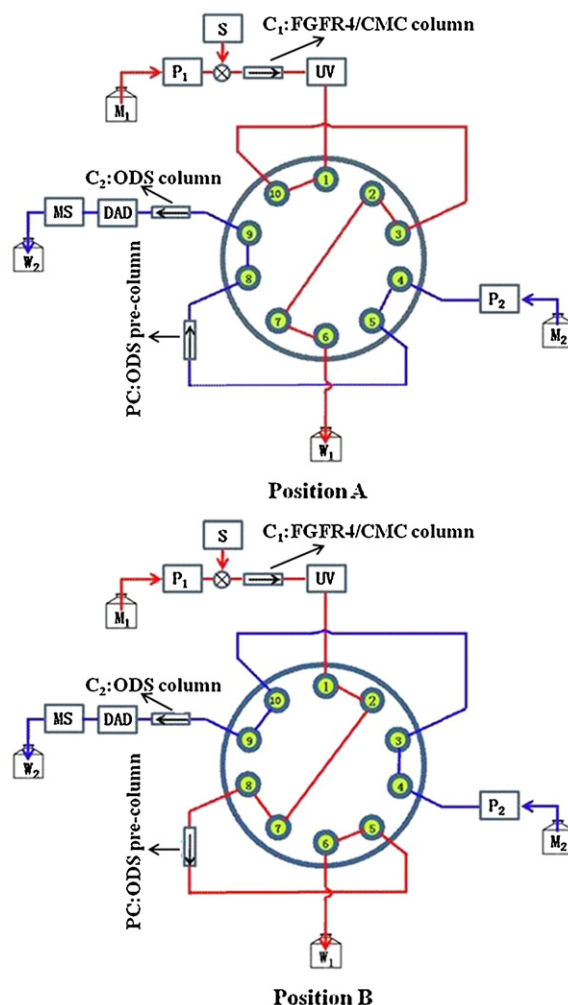 S
C₁:FGFR4/CMC column
P₁
UV
M₁
C₂:ODS column
10
1
2
MS
DAD
9
3
W₂
8
4
P₂
7
6
5
M₂
PC:ODS pre-column
W₁
Position A
S
C₁:FGFR4/CMC column
P₁
UV
M₁
C₂:ODS column
10
1
2
MS
DAD
9
3
W₂
8
4
P₂
7
6
5
M₂
PC:ODS pre-column
W₁
Position B